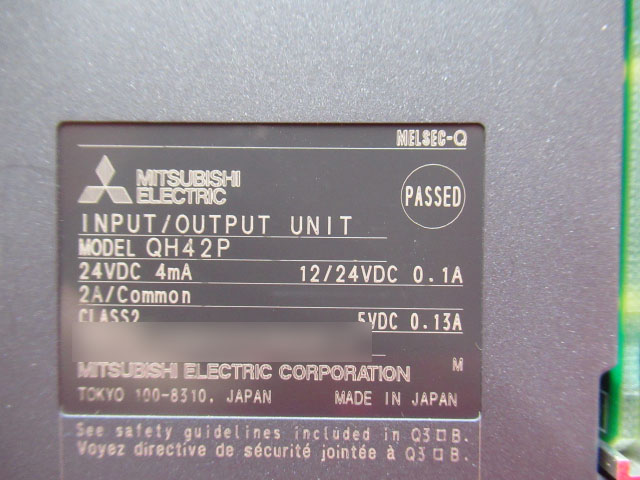 MELSEC-Q
MITSUBISHI
ELECTRIC
PASSED
INPUT/OUTPUT UNIT
MODEL QH42P
24VDC 4mA 12/24VDC 0.1A
2A/Common
CLASS2 5VDC 0.13A
MITSUBISHI ELECTRIC CORPORATION M
TOKYO 100-8310, JAPAN MADE IN JAPAN
See safety guidelines included in Q3□B.
Voyez directive de sécurité jointée à Q3□B.